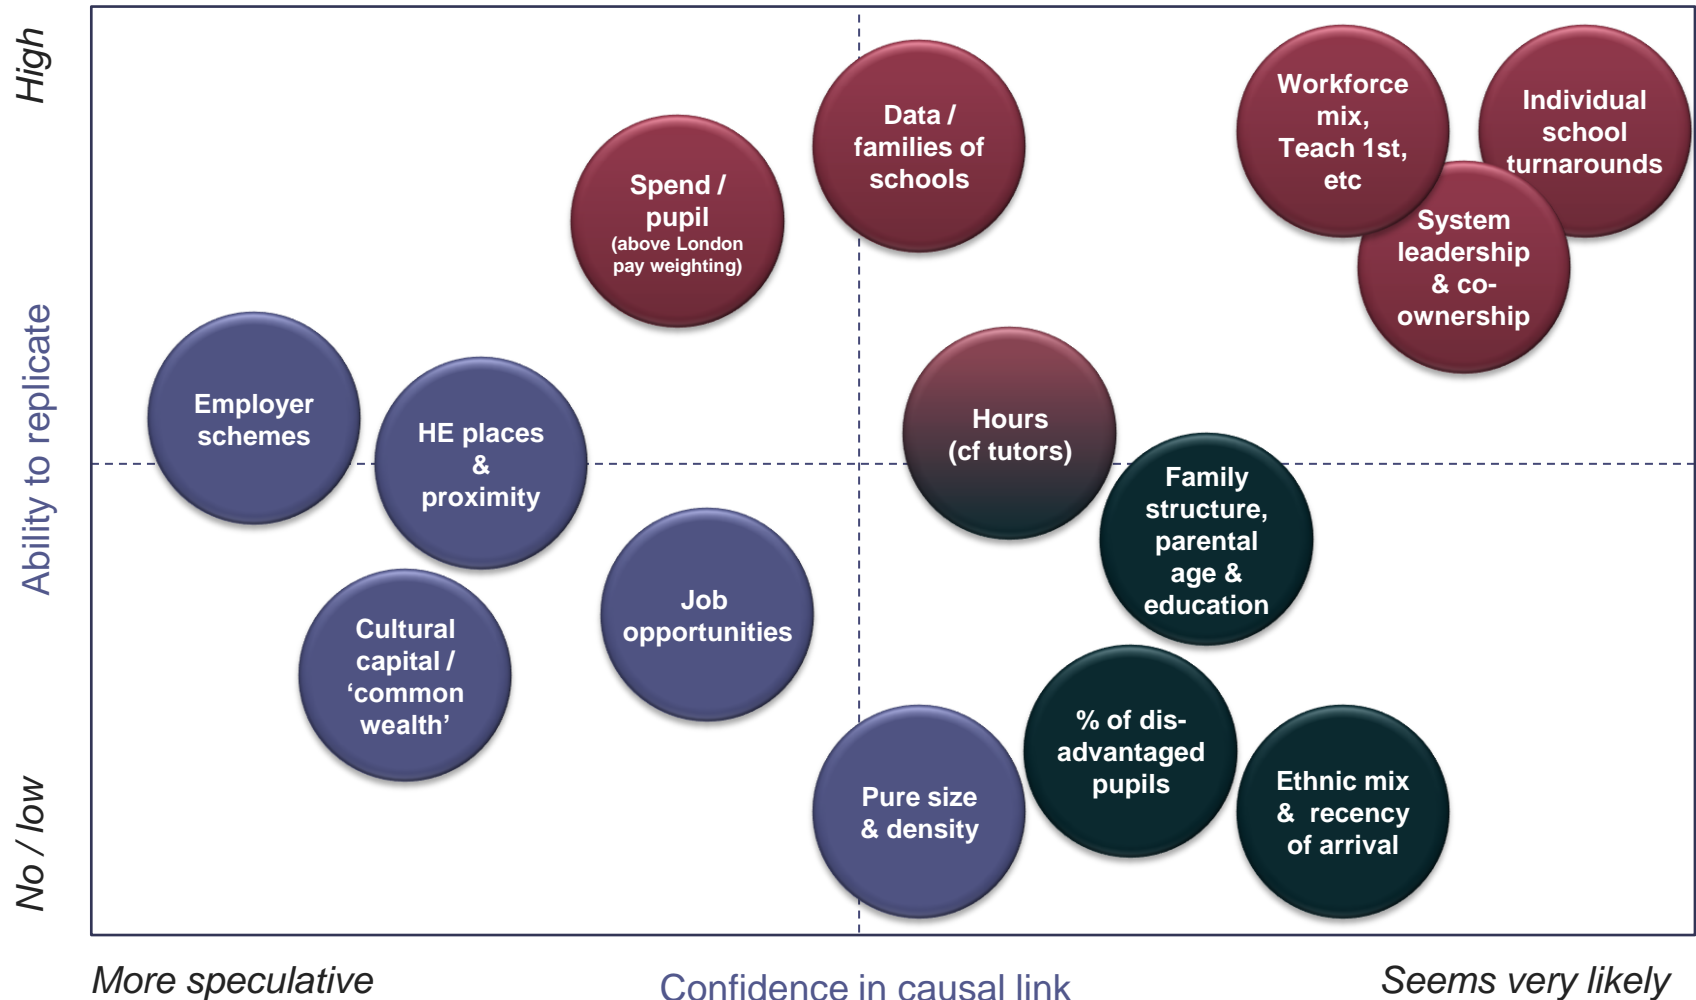 High
Ability to replicate
No / low
Workforce
mix,
Teach 1st,
etc
Individual
school
turnarounds
Data /
families of
schools
System
leadership
& co-
ownership
Spend /
pupil
(above London
pay weighting)
Employer
schemes
HE places
&
proximity
Hours
(cf tutors)
Family
structure,
parental
age &
education
Job
opportunities
Cultural
capital /
‘common
wealth’
% of dis-
advantaged
pupils
Pure size
& density
Ethnic mix
& recency
of arrival
More speculative
Confidence in causal link
Seems very likely